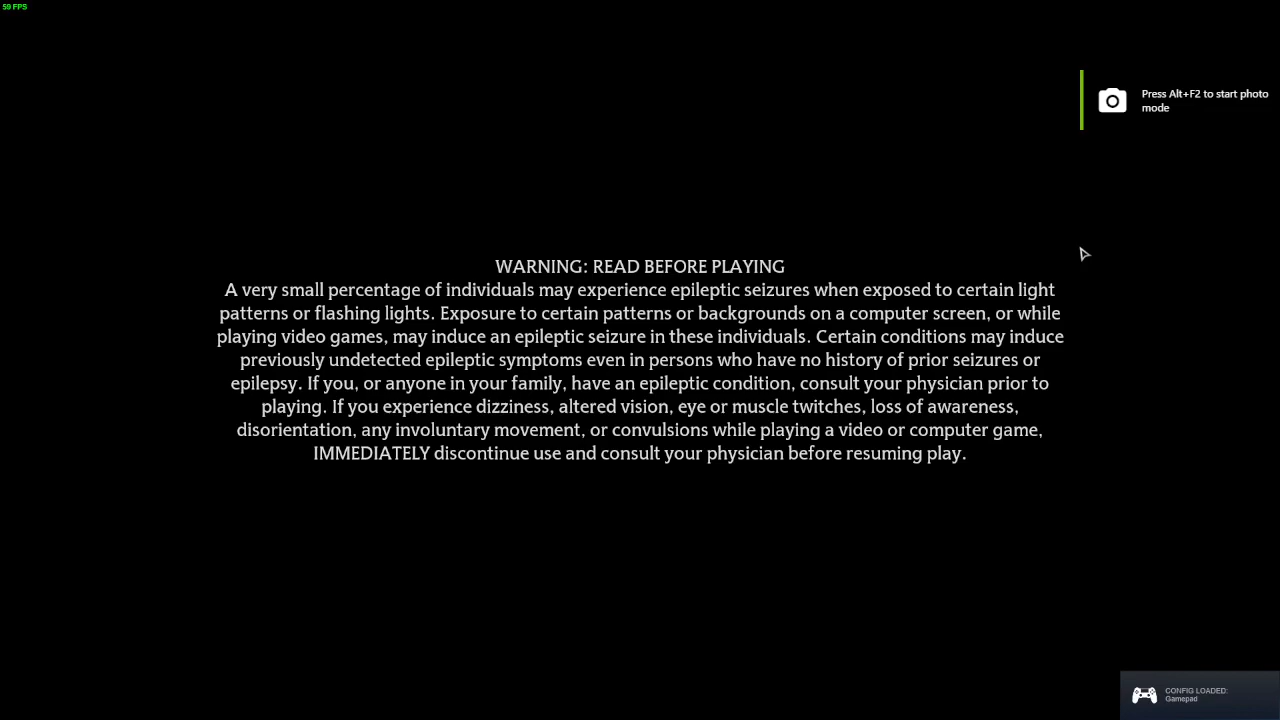 59 FPS
Press Alt+F2 to start photo
mode
WARNING: READ BEFORE PLAYING
A very small percentage of individuals may experience epileptic seizures when exposed to certain light
patterns or flashing lights. Exposure to certain patterns or backgrounds on a computer screen, or while
playing video games, may induce an epileptic seizure in these individuals. Certain conditions may induce
previously undetected epileptic symptoms even in persons who have no history of prior seizures or
epilepsy. If you, or anyone in your family, have an epileptic condition, consult your physician prior to
playing. If you experience dizziness, altered vision, eye or muscle twitches, loss of awareness,
disorientation, any involuntary movement, or convulsions while playing a video or computer game,
IMMEDIATELY discontinue use and consult your physician before resuming play.
CONFIG LOADED:
Gamepad